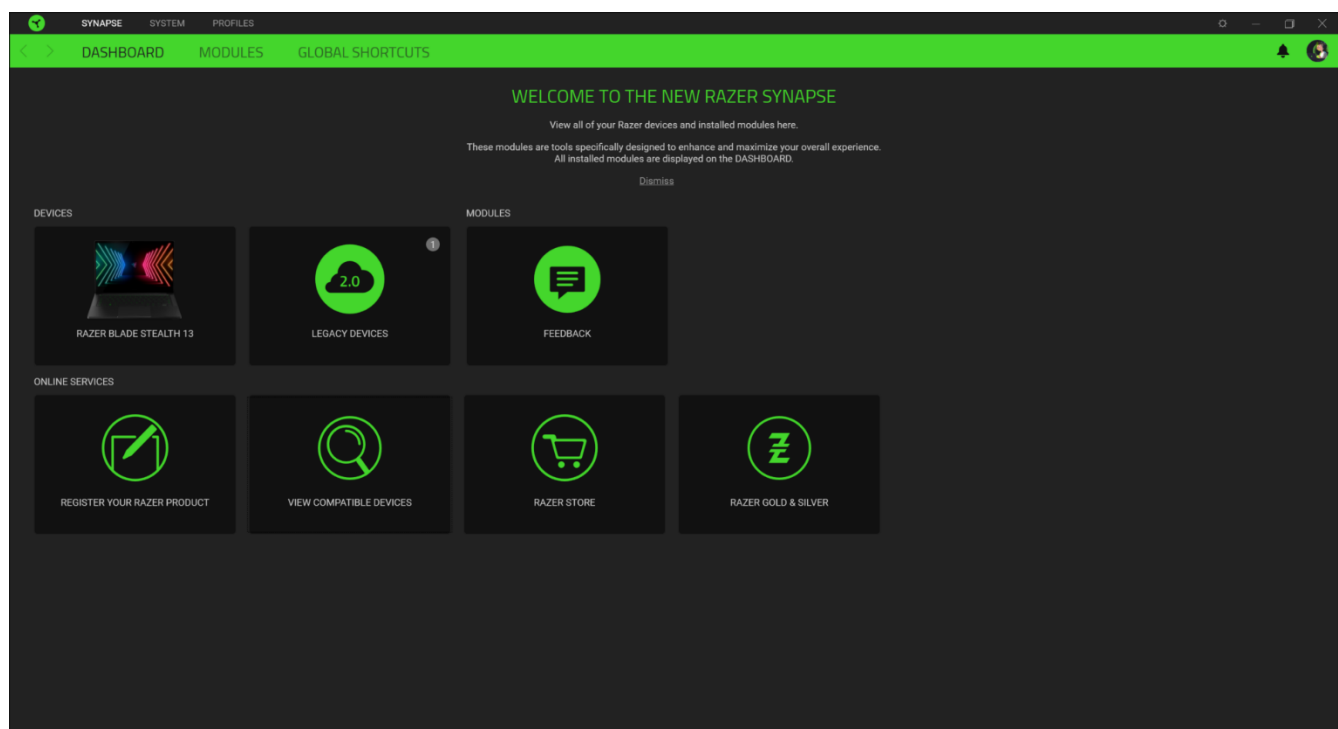 SYNAPSE SYSTEM PROFILES
DASHBOARD MODULES GLOBAL SHORTCUTS
WELCOME TO THE NEW RAZER SYNAPSE
View all of your Razer devices and installed modules here.
These modules are tools specifically designed to enhance and maximize your overall experience.
All installed modules are displayed on the DASHBOARD.
Dismiss
DEVICES
MODULES
1
2.0
RAZER BLADE STEALTH 13
LEGACY DEVICES
FEEDBACK
ONLINE SERVICES
REGISTER YOUR RAZER PRODUCT
VIEW COMPATIBLE DEVICES
RAZER STORE
RAZER GOLD & SILVER